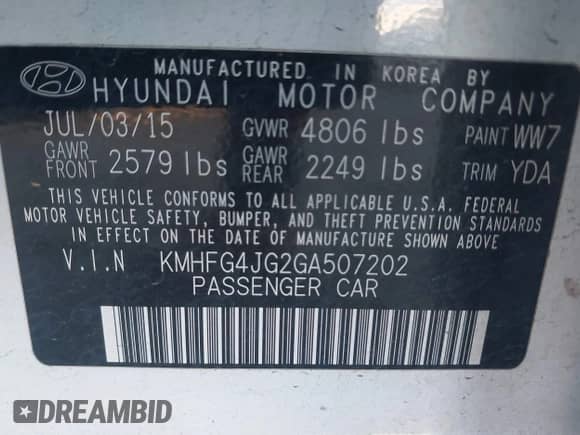 MANUFACTURED IN KOREA BY
HYUNDAI MOTOR COMPANY
JUL/03/15 GVWR 4806 lbs PAINT WW7
GAWR FRONT 2579 lbs GAWR REAR 2249 lbs TRIM YDA
THIS VEHICLE CONFORMS TO ALL APPLICABLE U.S.A. FEDERAL
MOTOR VEHICLE SAFETY, BUMPER, AND THEFT PREVENTION STANDARDS
IN EFFECT ON THE DATE OF MANUFACTURE SHOWN ABOVE
V.I.N KMHFG4JG2GA507202
PASSENGER CAR
DREAMBID